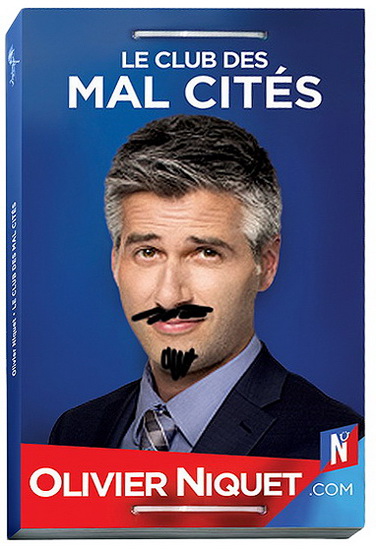 LE CLUB DES
MAL CITÉS
Olivier Niquet • LE CLUB DES MAL CITÉS
N
OLIVIER NIQUET
.COM